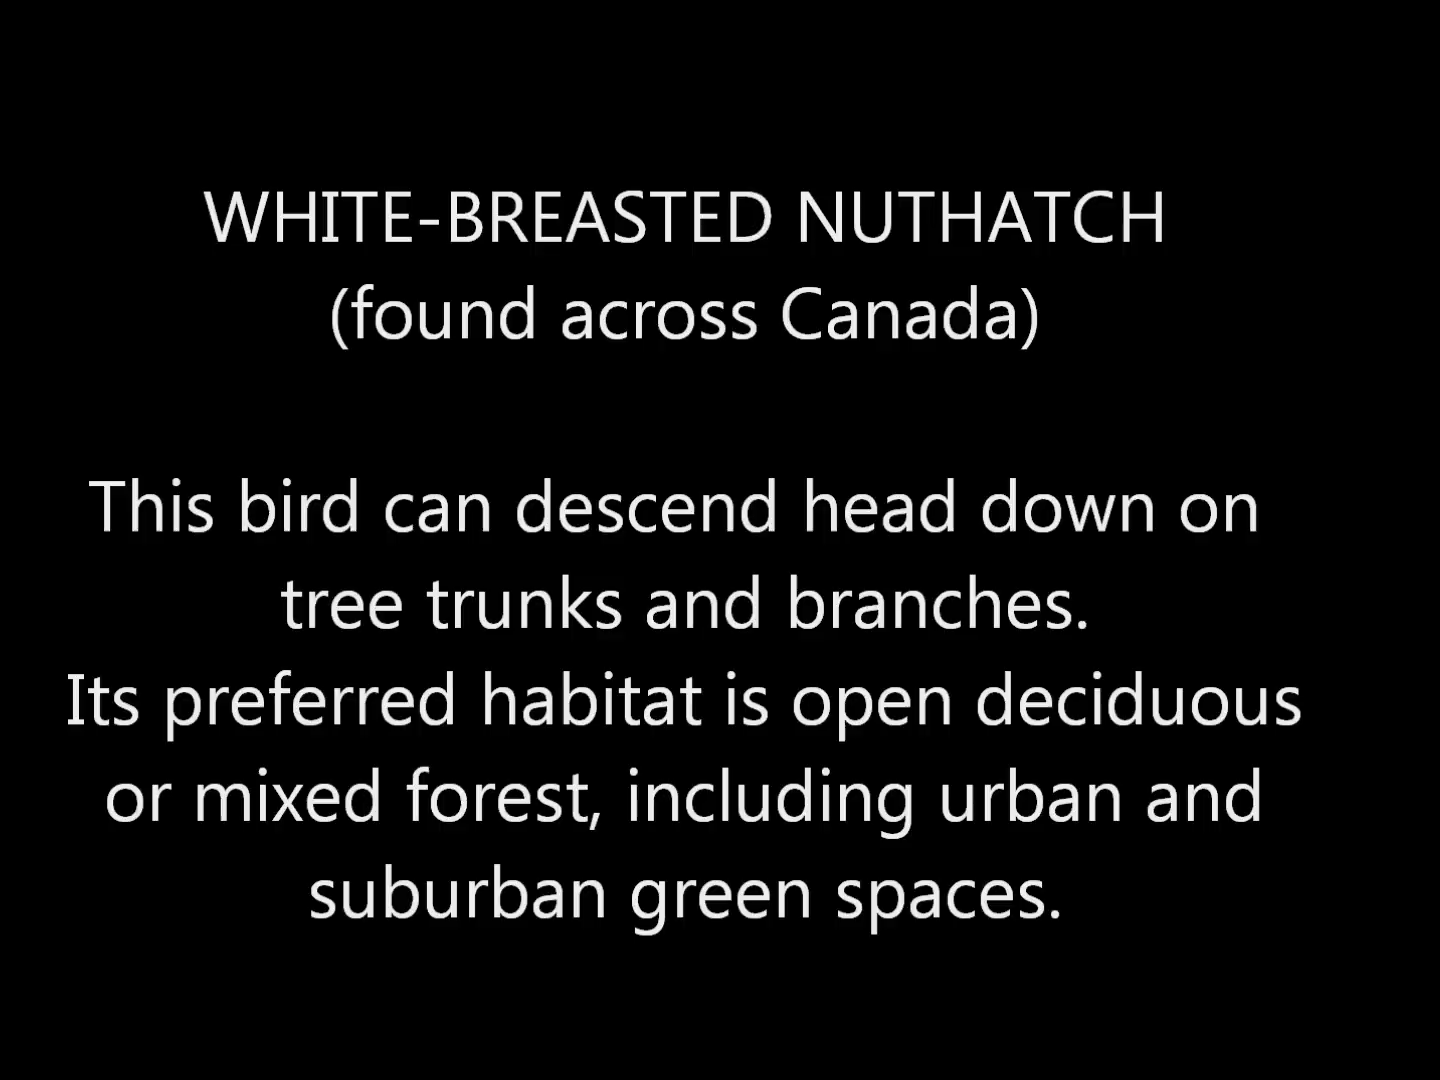 WHITE-BREASTED NUTHATCH
(found across Canada)
This bird can descend head down on
tree trunks and branches.
Its preferred habitat is open deciduous
or mixed forest, including urban and
suburban green spaces.